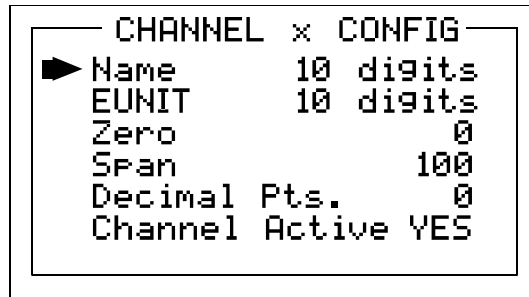 CHANNEL x CONFIG
Name 10 digits
EUNIT 10 digits
Zero 0
Span 100
Decimal Pts. 0
Channel Active YES